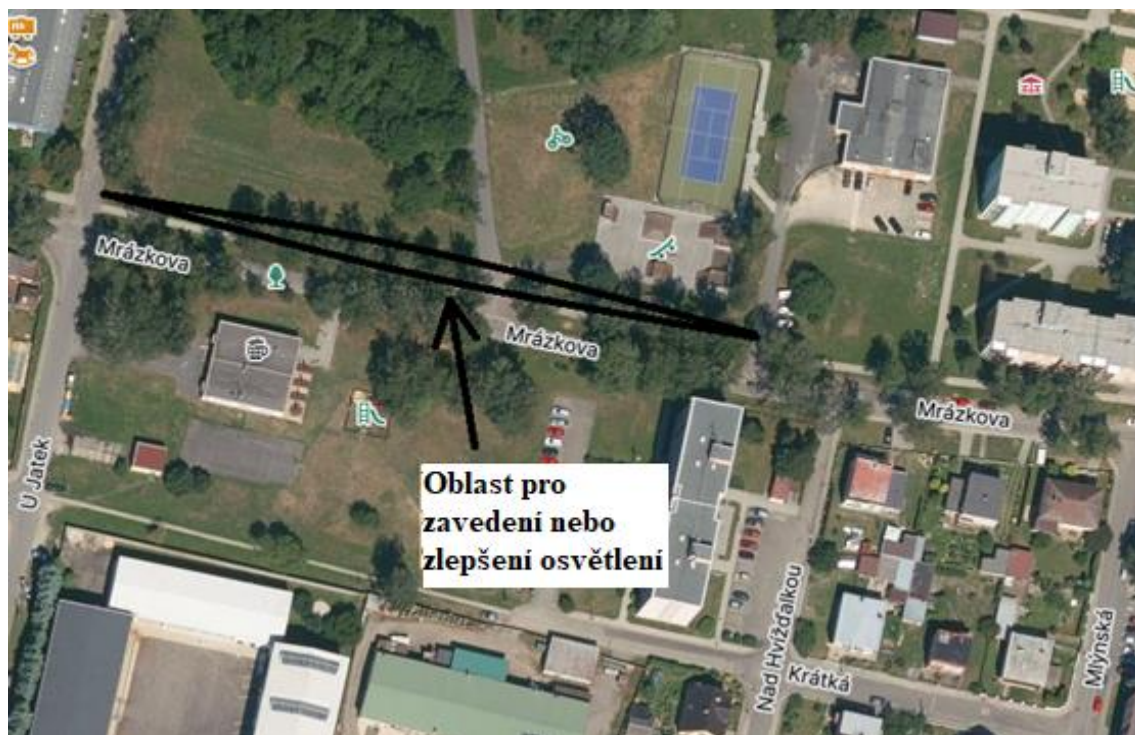 Mrázkova
Mrázkova
Mrázkova
U Jatek
Oblast pro
zavedení nebo
zlepšení osvětlení
Nad Hvížďalkou
Krátká
Mlýnská